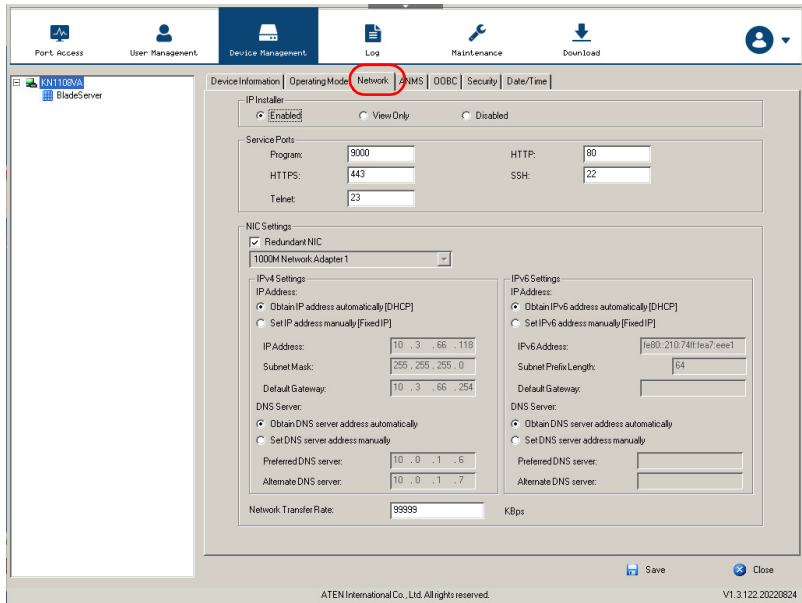 Port Access User Management Device Management Log Maintenance Download
KN1108VA
BladeServer
Device Information Operating Mode Network ANMS OOBC Security Date/Time
IP Installer
Enabled View Only Disabled
Service Ports
Program: 9000 HTTP: 80
HTTPS: 443 SSH: 22
Telnet: 23
NIC Settings
Redundant NIC
1000M Network Adapter 1
IPv4 Settings
IP Address:
Obtain IP address automatically [DHCP]
Set IP address manually [Fixed IP]
IP Address: 10 . 3 . 66 . 118
Subnet Mask: 255 . 255 . 255 . 0
Default Gateway: 10 . 3 . 66 . 254
DNS Server:
Obtain DNS server address automatically
Set DNS server address manually
Preferred DNS server: 10 . 0 . 1 . 6
Alternate DNS server: 10 . 0 . 1 . 7
IPv6 Settings
IP Address:
Obtain IPv6 address automatically [DHCP]
Set IPv6 address manually [Fixed IP]
IPv6 Address: fe80::210:74ff:fea7:eee1
Subnet Prefix Length: 64
Default Gateway:
DNS Server:
Obtain DNS server address automatically
Set DNS server address manually
Preferred DNS server:
Alternate DNS server:
Network Transfer Rate: 99999 KBps
Save Close
ATEN International Co., Ltd. All rights reserved. V1.3.122.20220824